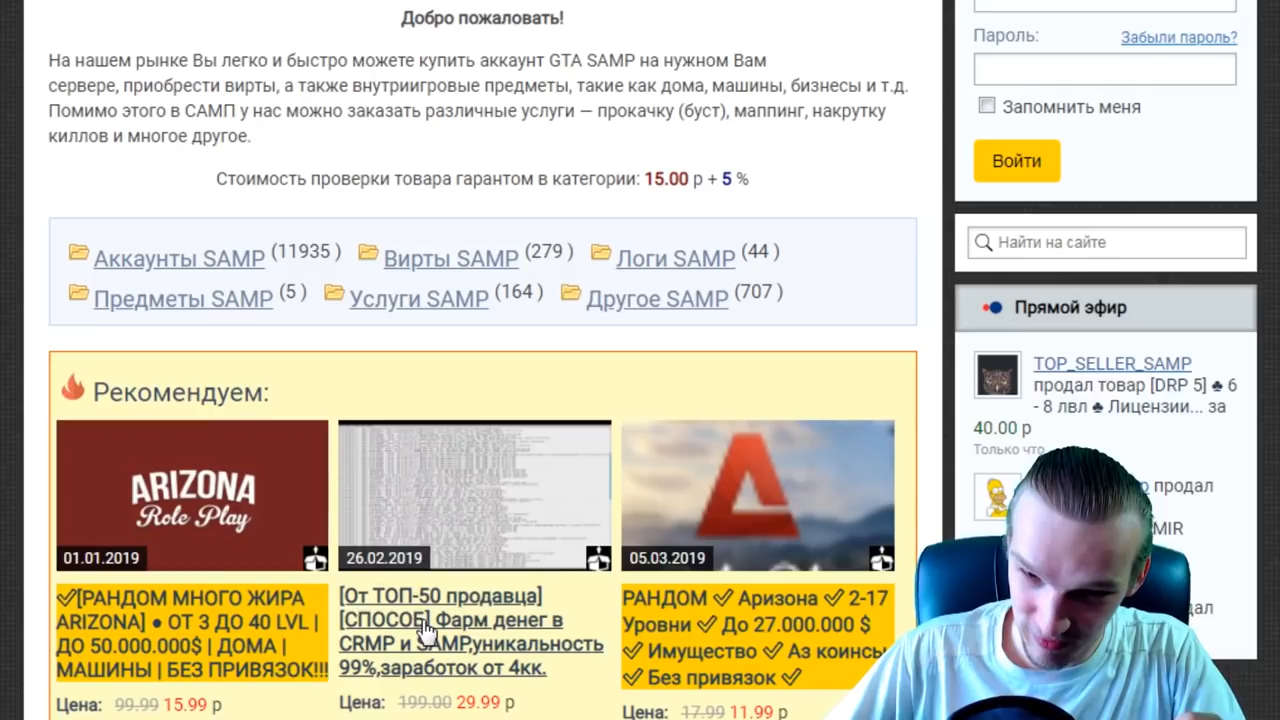 Добро пожаловать!
На нашем рынке Вы легко и быстро можете купить аккаунт GTA SAMP на нужном Вам
сервере, приобрести вирты, а также внутриигровые предметы, такие как дома, машины, бизнесы и т.д.
Помимо этого в САМП у нас можно заказать различные услуги — прокачку (буст), маппинг, накрутку
киллов и многое другое.
Стоимость проверки товара гарантом в категории: 15.00 р + 5 %
Аккаунты SAMP (11935 ) Вирты SAMP (279 ) Логи SAMP (44 )
Предметы SAMP (5 ) Услуги SAMP (164 ) Другое SAMP (707 )
Рекомендуем:
ARIZONA
Role Play
01.01.2019
✓[РАНДОМ МНОГО ЖИРА
ARIZONA] ● ОТ 3 ДО 40 LVL |
ДО 50.000.000$ | ДОМА |
МАШИНЫ | БЕЗ ПРИВЯЗОК!!!
Цена: 99.99 15.99 р
26.02.2019
[От ТОП-50 продавца]
[СПОСОБ] Фарм денег в
CRMP и SAMP,уникальность
99%,заработок от 4кк.
Цена: 199.00 29.99 р
05.03.2019
РАНДОМ ✓ Аризона ✓ 2-17
Уровни ✓ До 27.000.000 $
✓ Имущество ✓ Аз коинсы
✓ Без привязок ✓
Цена: 17.99 11.99 р
Пароль: Забыли пароль?
Запомнить меня
Войти
Найти на сайте
Прямой эфир
TOP_SELLER_SAMP
продал товар [DRP 5] ♣ 6
- 8 лвл ♣ Лицензии... за
40.00 р
Только что
продал